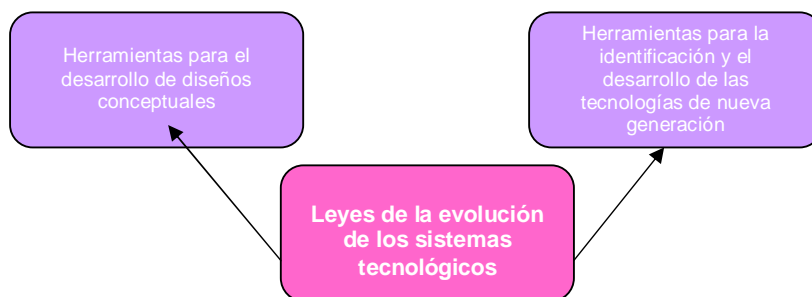 Herramientas para el
desarrollo de diseños
conceptuales
Herramientas para la
identificación y el
desarrollo de las
tecnologías de nueva
generación
Leyes de la evolución
de los sistemas
tecnológicos